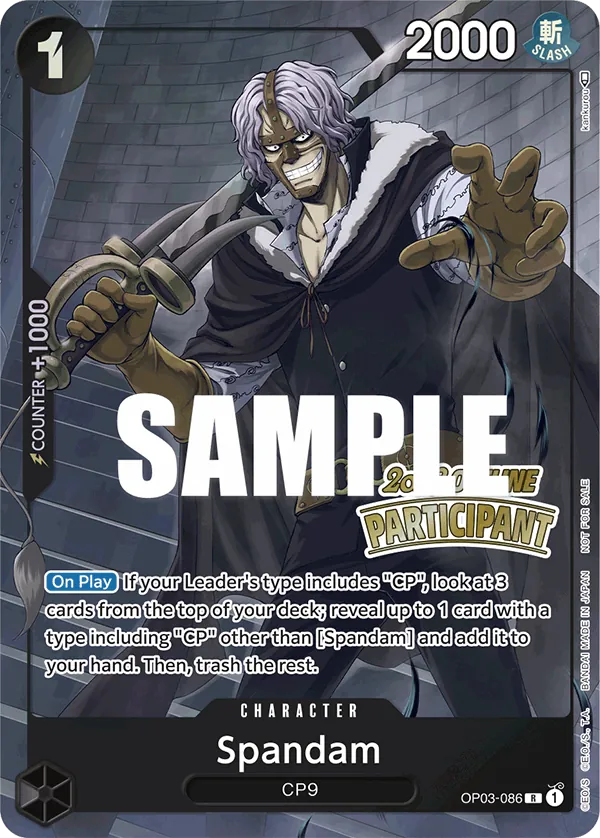 1
2000
斬
SLASH
kankurou
COUNTER +1000
SAMPLE
PARTICIPANT
On Play If your Leader's type includes "CP", look at 3
cards from the top of your deck; reveal up to 1 card with a
type including "CP" other than [Spandam] and add it to
your hand. Then, trash the rest.
CHARACTER
Spandam
CP9
OP03-086 R 1
©EO/S ©E.O./S., T.A. BANDAI MADE IN JAPAN NOT FOR SALE